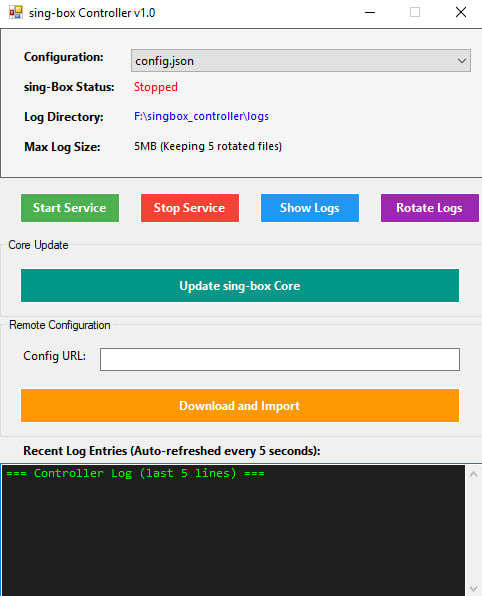 sing-box Controller v1.0
Configuration: config.json
sing-Box Status: Stopped
Log Directory: F:\singbox_controller\logs
Max Log Size: 5MB (Keeping 5 rotated files)
Start Service Stop Service Show Logs Rotate Logs
Core Update
Update sing-box Core
Remote Configuration
Config URL:
Download and Import
Recent Log Entries (Auto-refreshed every 5 seconds):
=== Controller Log (last 5 lines) ===